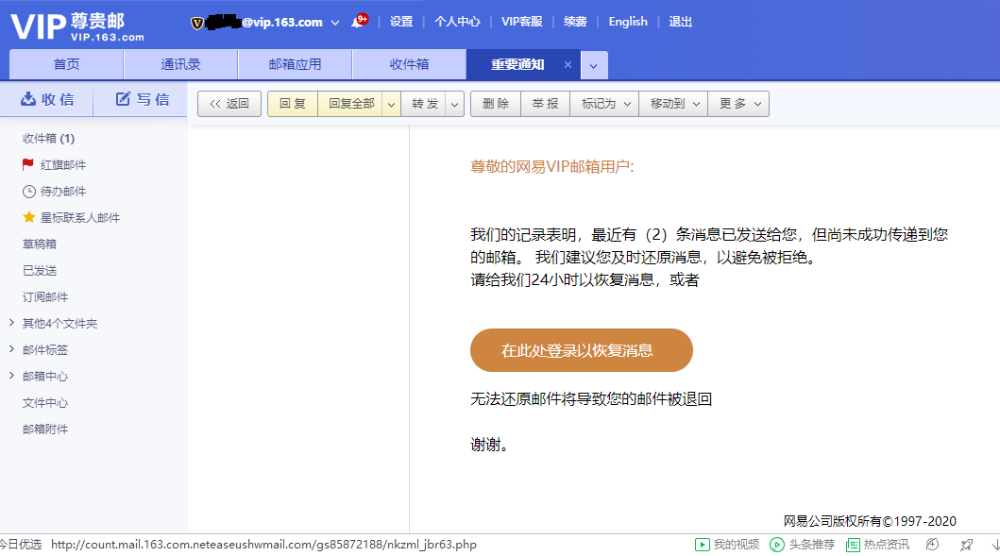 VIP 尊贵邮
VIP.163.com
@vip.163.com
9+
设置
个人中心
VIP客服
续费
English
退出
首页
通讯录
邮箱应用
收件箱
重要通知 ×
收信
写信
<< 返回
回复
回复全部
转发
删除
举报
标记为
移动到
更多
收件箱 (1)
红旗邮件
待办邮件
星标联系人邮件
草稿箱
已发送
订阅邮件
其他4个文件夹
邮件标签
邮箱中心
文件中心
邮箱附件
尊敬的网易VIP邮箱用户:
我们的记录表明，最近有（2）条消息已发送给您，但尚未成功传递到您
的邮箱。 我们建议您及时还原消息，以避免被拒绝。
请给我们24小时以恢复消息，或者
在此处登录以恢复消息
无法还原邮件将导致您的邮件被退回
谢谢。
网易公司版权所有©1997-2020
今日优选
http://count.mail.163.com.neteaseushwmail.com/gs85872188/nkzml_jbr63.php
我的视频
头条推荐
热点资讯